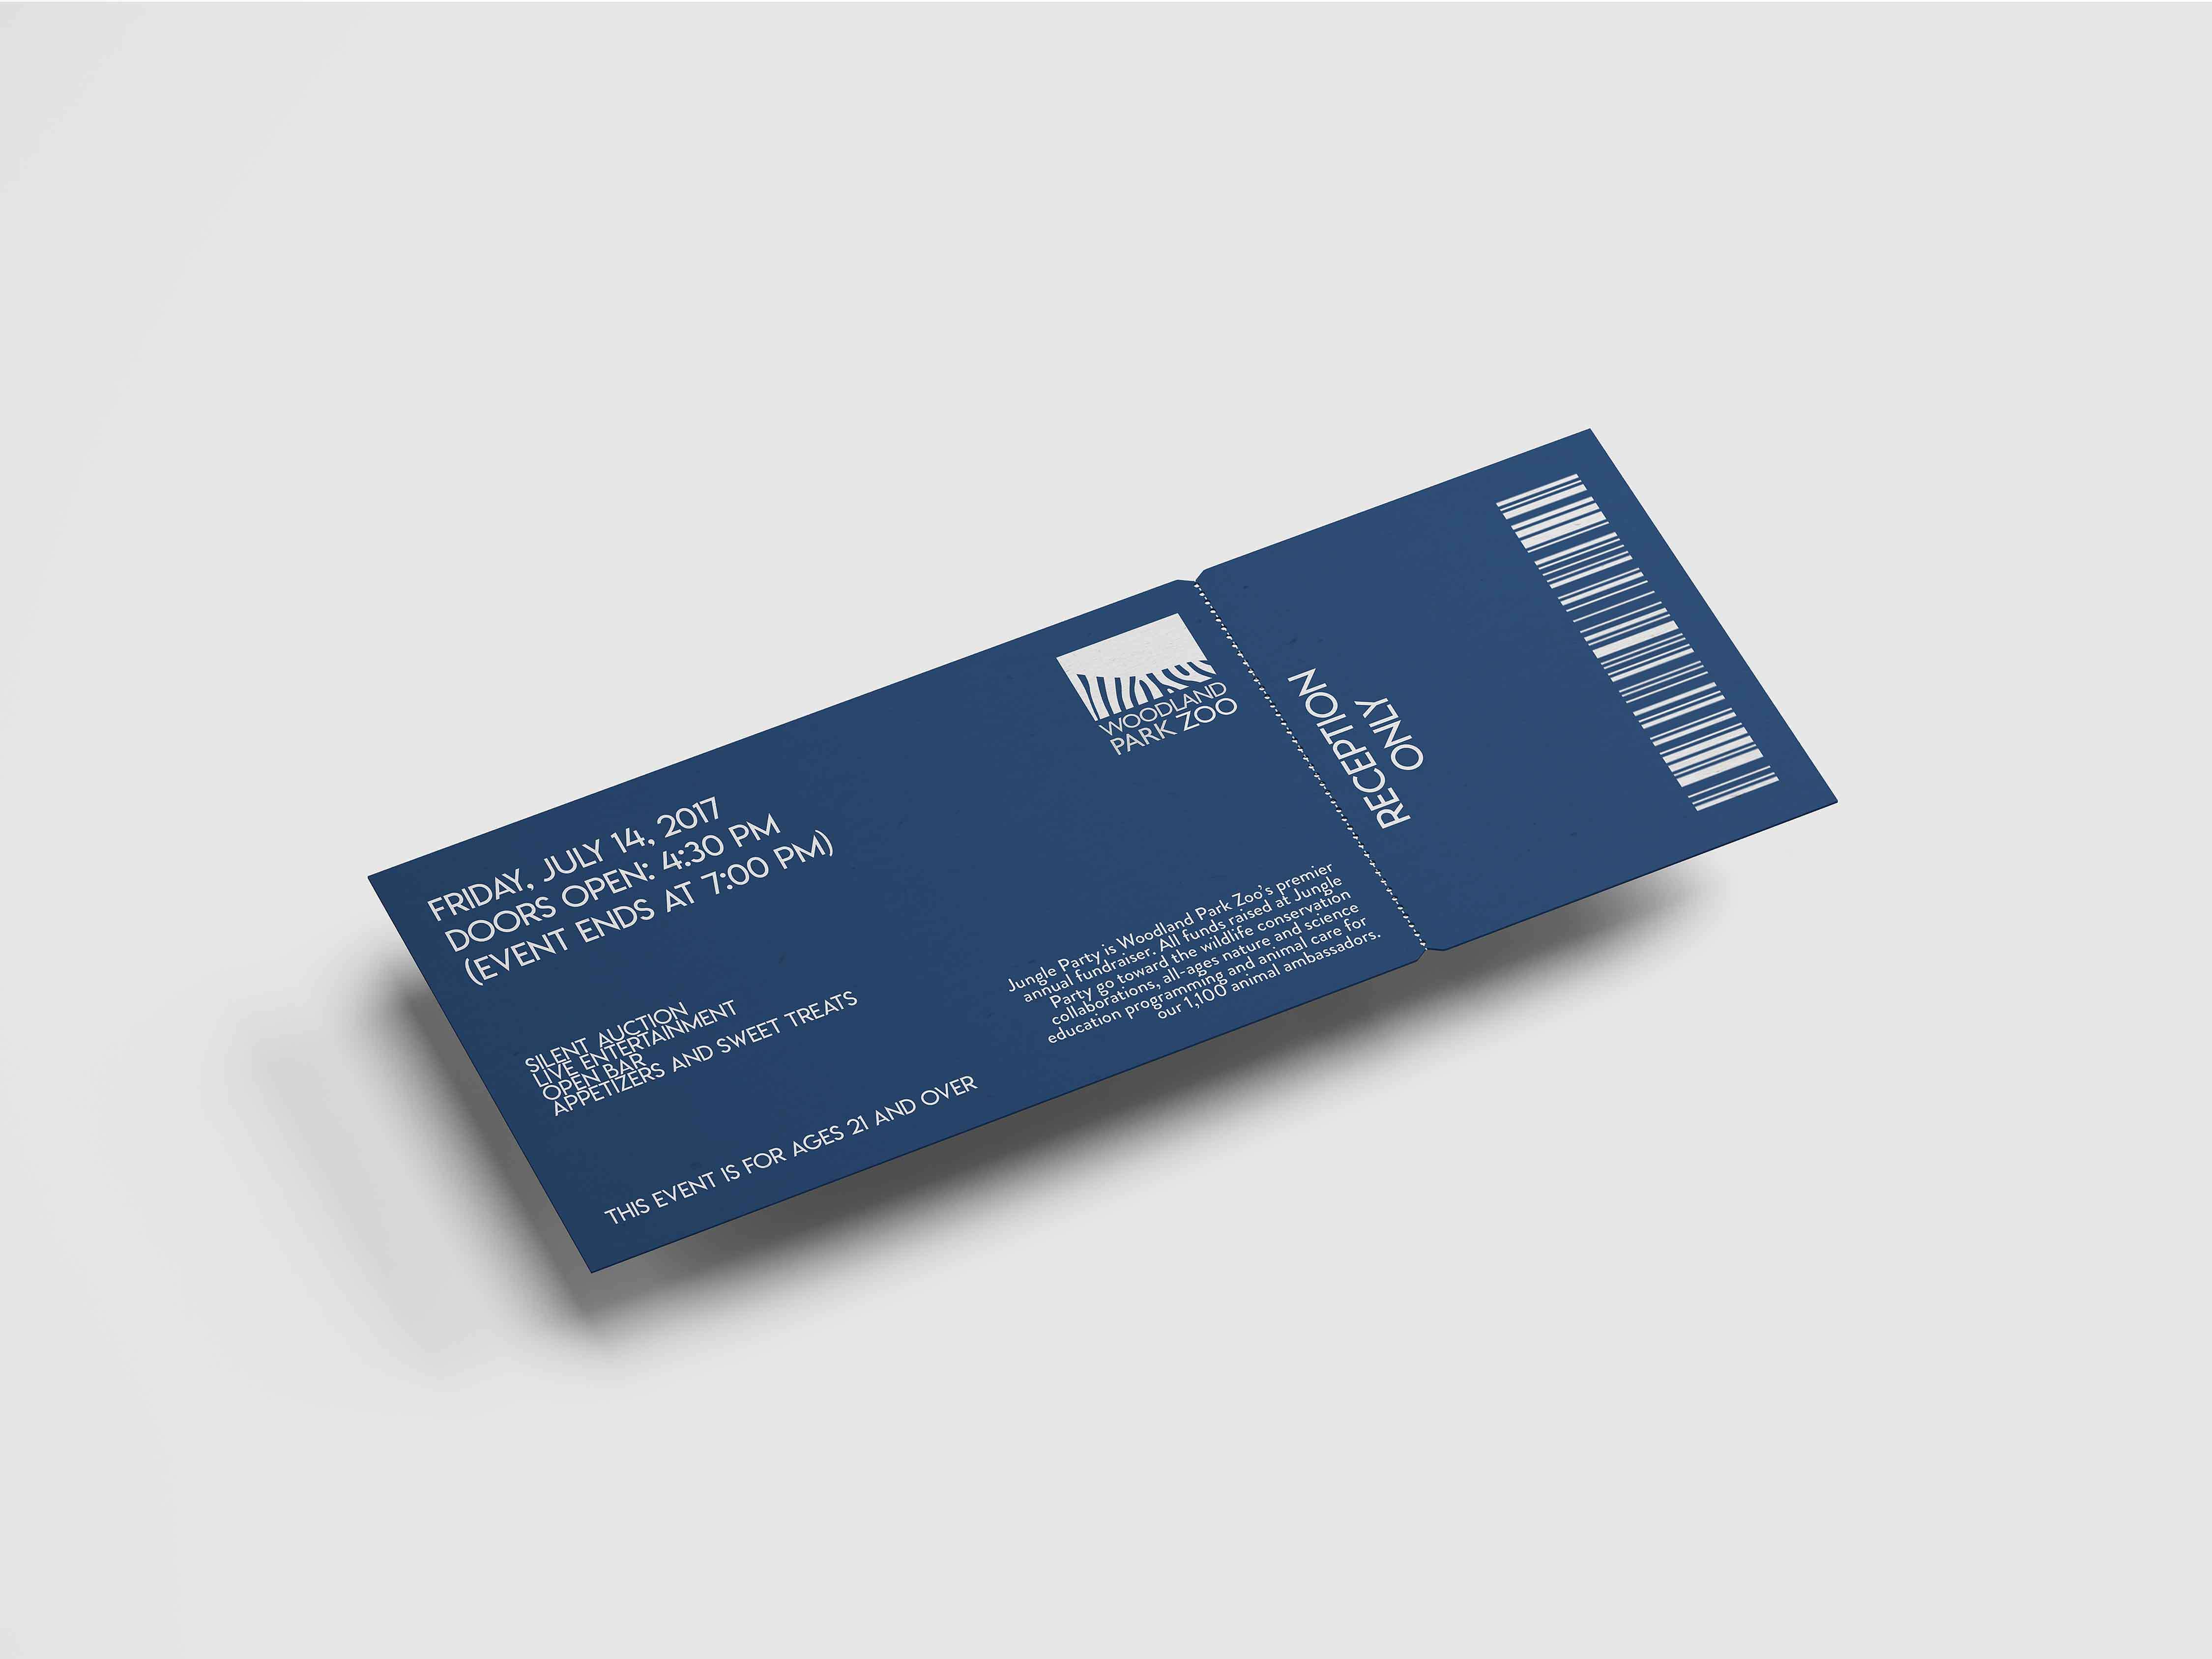 FRIDAY, JULY 14, 2017
DOORS OPEN: 4:30 PM
(EVENT ENDS AT 7:00 PM)
SILENT AUCTION
LIVE ENTERTAINMENT
OPEN BAR
APPETIZERS AND SWEET TREATS
THIS EVENT IS FOR AGES 21 AND OVER
WOODLAND
PARK ZOO
Jungle Party is Woodland Park Zoo's premier
annual fundraiser. All funds raised at Jungle
Party go toward the wildlife conservation
collaborations, all-ages nature and science
education programming and animal care for
our 1,100 animal ambassadors.
RECEPTION
ONLY